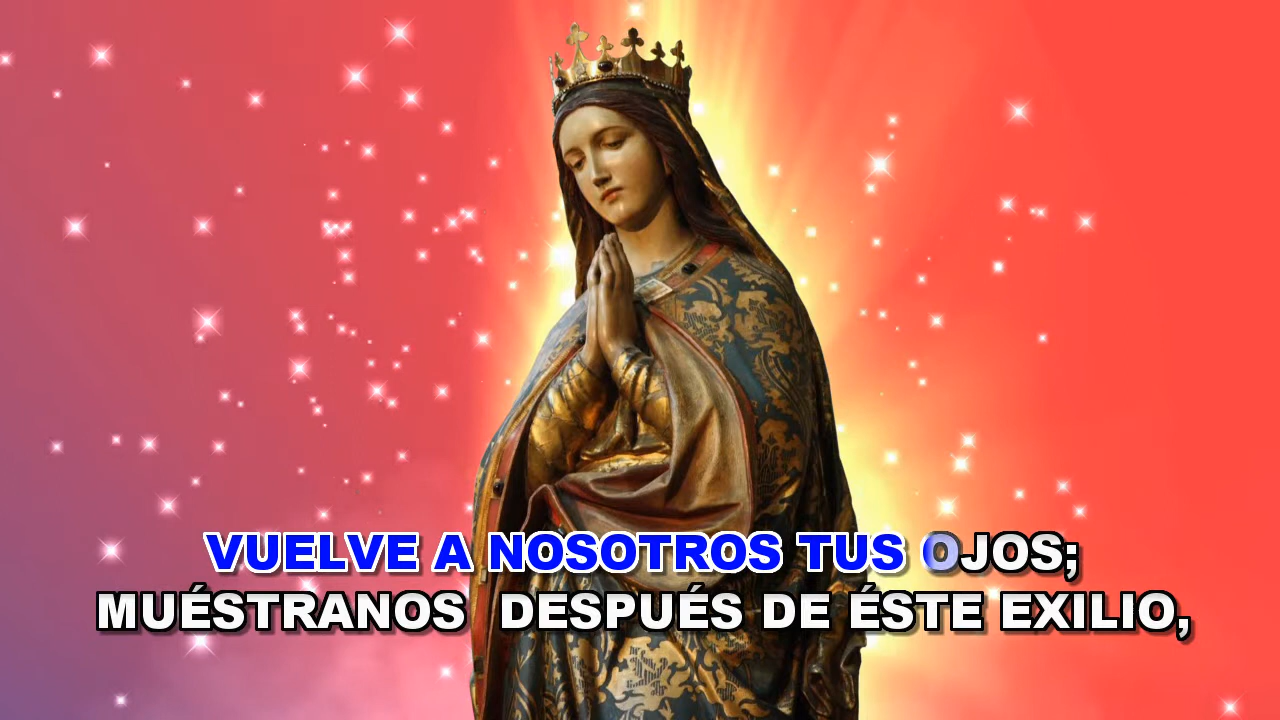 VUELVE A NOSOTROS TUS OJOS;
MUÉSTRANOS  DESPUÉS DE ÉSTE EXILIO,